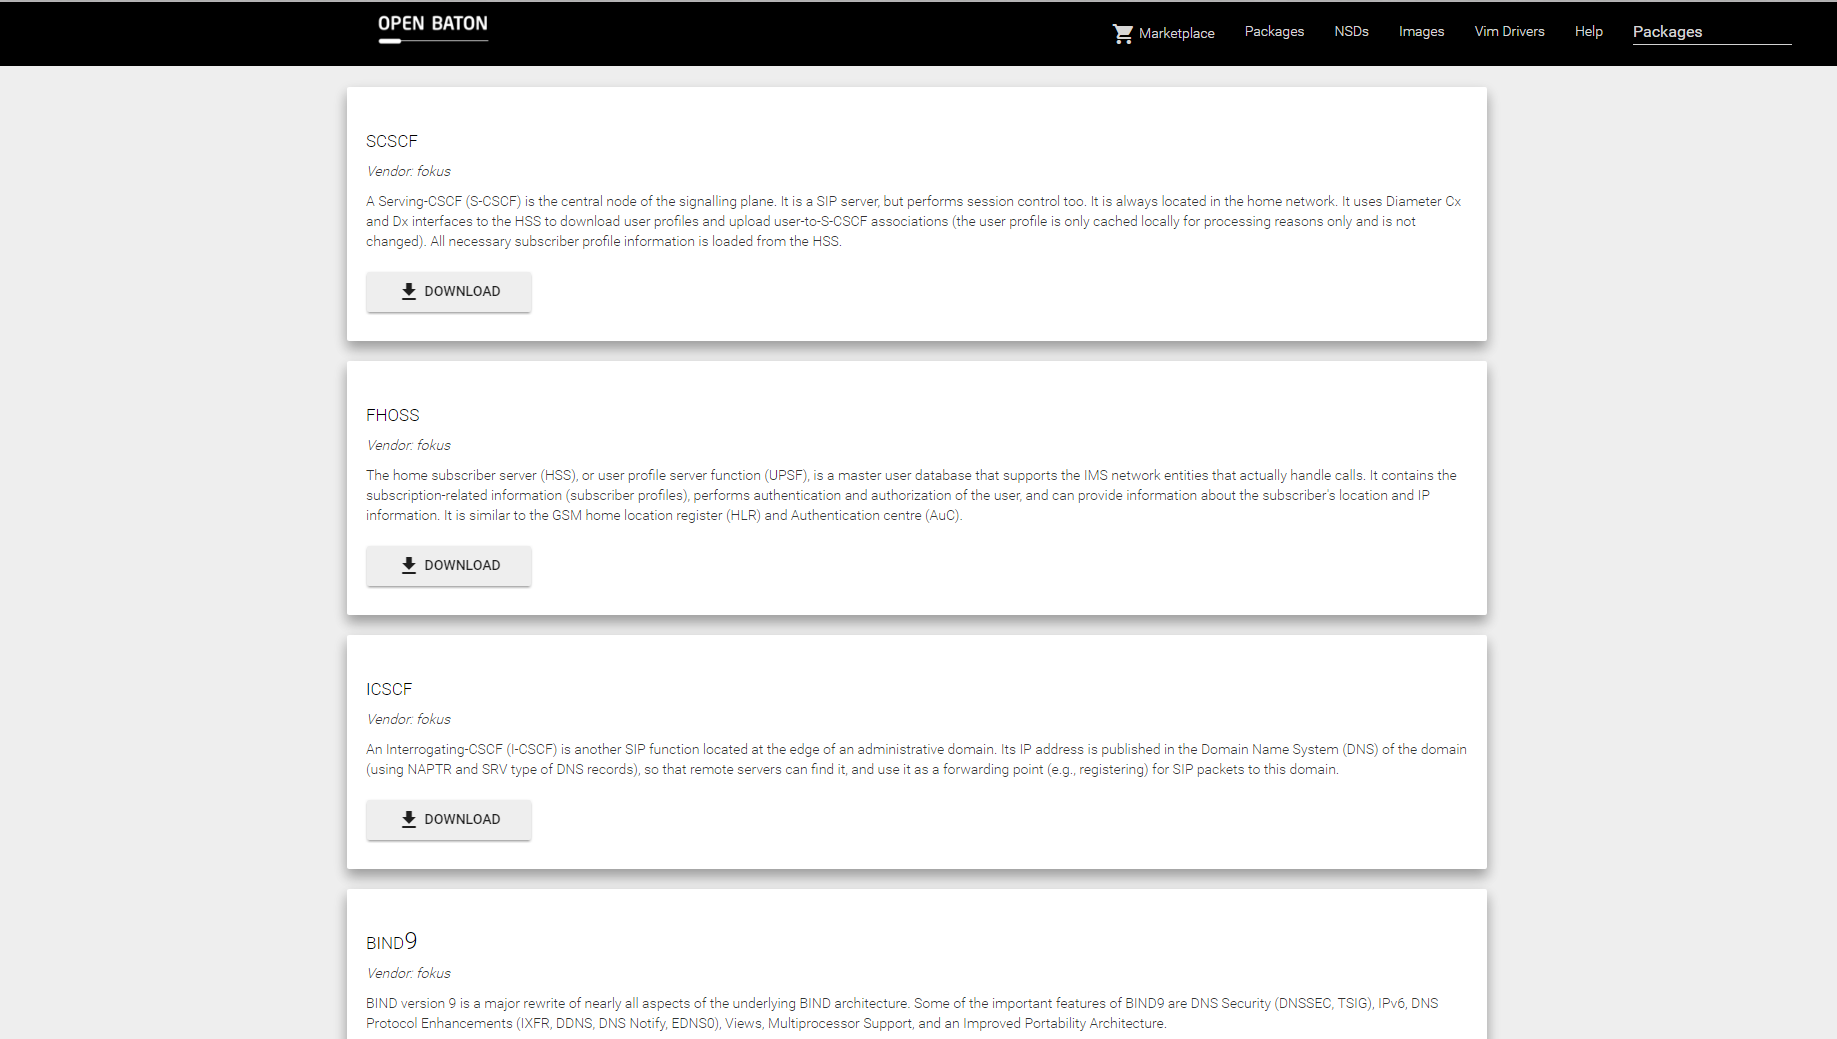 OPEN BATON
Marketplace Packages NSDs Images Vim Drivers Help Packages
SCSCF
Vendor: fokus
A Serving-CSCF (S-CSCF) is the central node of the signalling plane. It is a SIP server, but performs session control too. It is always located in the home network. It uses Diameter Cx
and Dx interfaces to the HSS to download user profiles and upload user-to-S-CSCF associations (the user profile is only cached locally for processing reasons only and is not
changed). All necessary subscriber profile information is loaded from the HSS.
DOWNLOAD
FHOSS
Vendor: fokus
The home subscriber server (HSS), or user profile server function (UPSF), is a master user database that supports the IMS network entities that actually handle calls. It contains the
subscription-related information (subscriber profiles), performs authentication and authorization of the user, and can provide information about the subscriber's location and IP
information. It is similar to the GSM home location register (HLR) and Authentication centre (AuC).
DOWNLOAD
ICSCF
Vendor: fokus
An Interrogating-CSCF (I-CSCF) is another SIP function located at the edge of an administrative domain. Its IP address is published in the Domain Name System (DNS) of the domain
(using NAPTR and SRV type of DNS records), so that remote servers can find it, and use it as a forwarding point (e.g., registering) for SIP packets to this domain.
DOWNLOAD
BIND9
Vendor: fokus
BIND version 9 is a major rewrite of nearly all aspects of the underlying BIND architecture. Some of the important features of BIND9 are DNS Security (DNSSEC, TSIG), IPv6, DNS
Protocol Enhancements (IXFR, DDNS, DNS Notify, EDNS0), Views, Multiprocessor Support, and an Improved Portability Architecture.